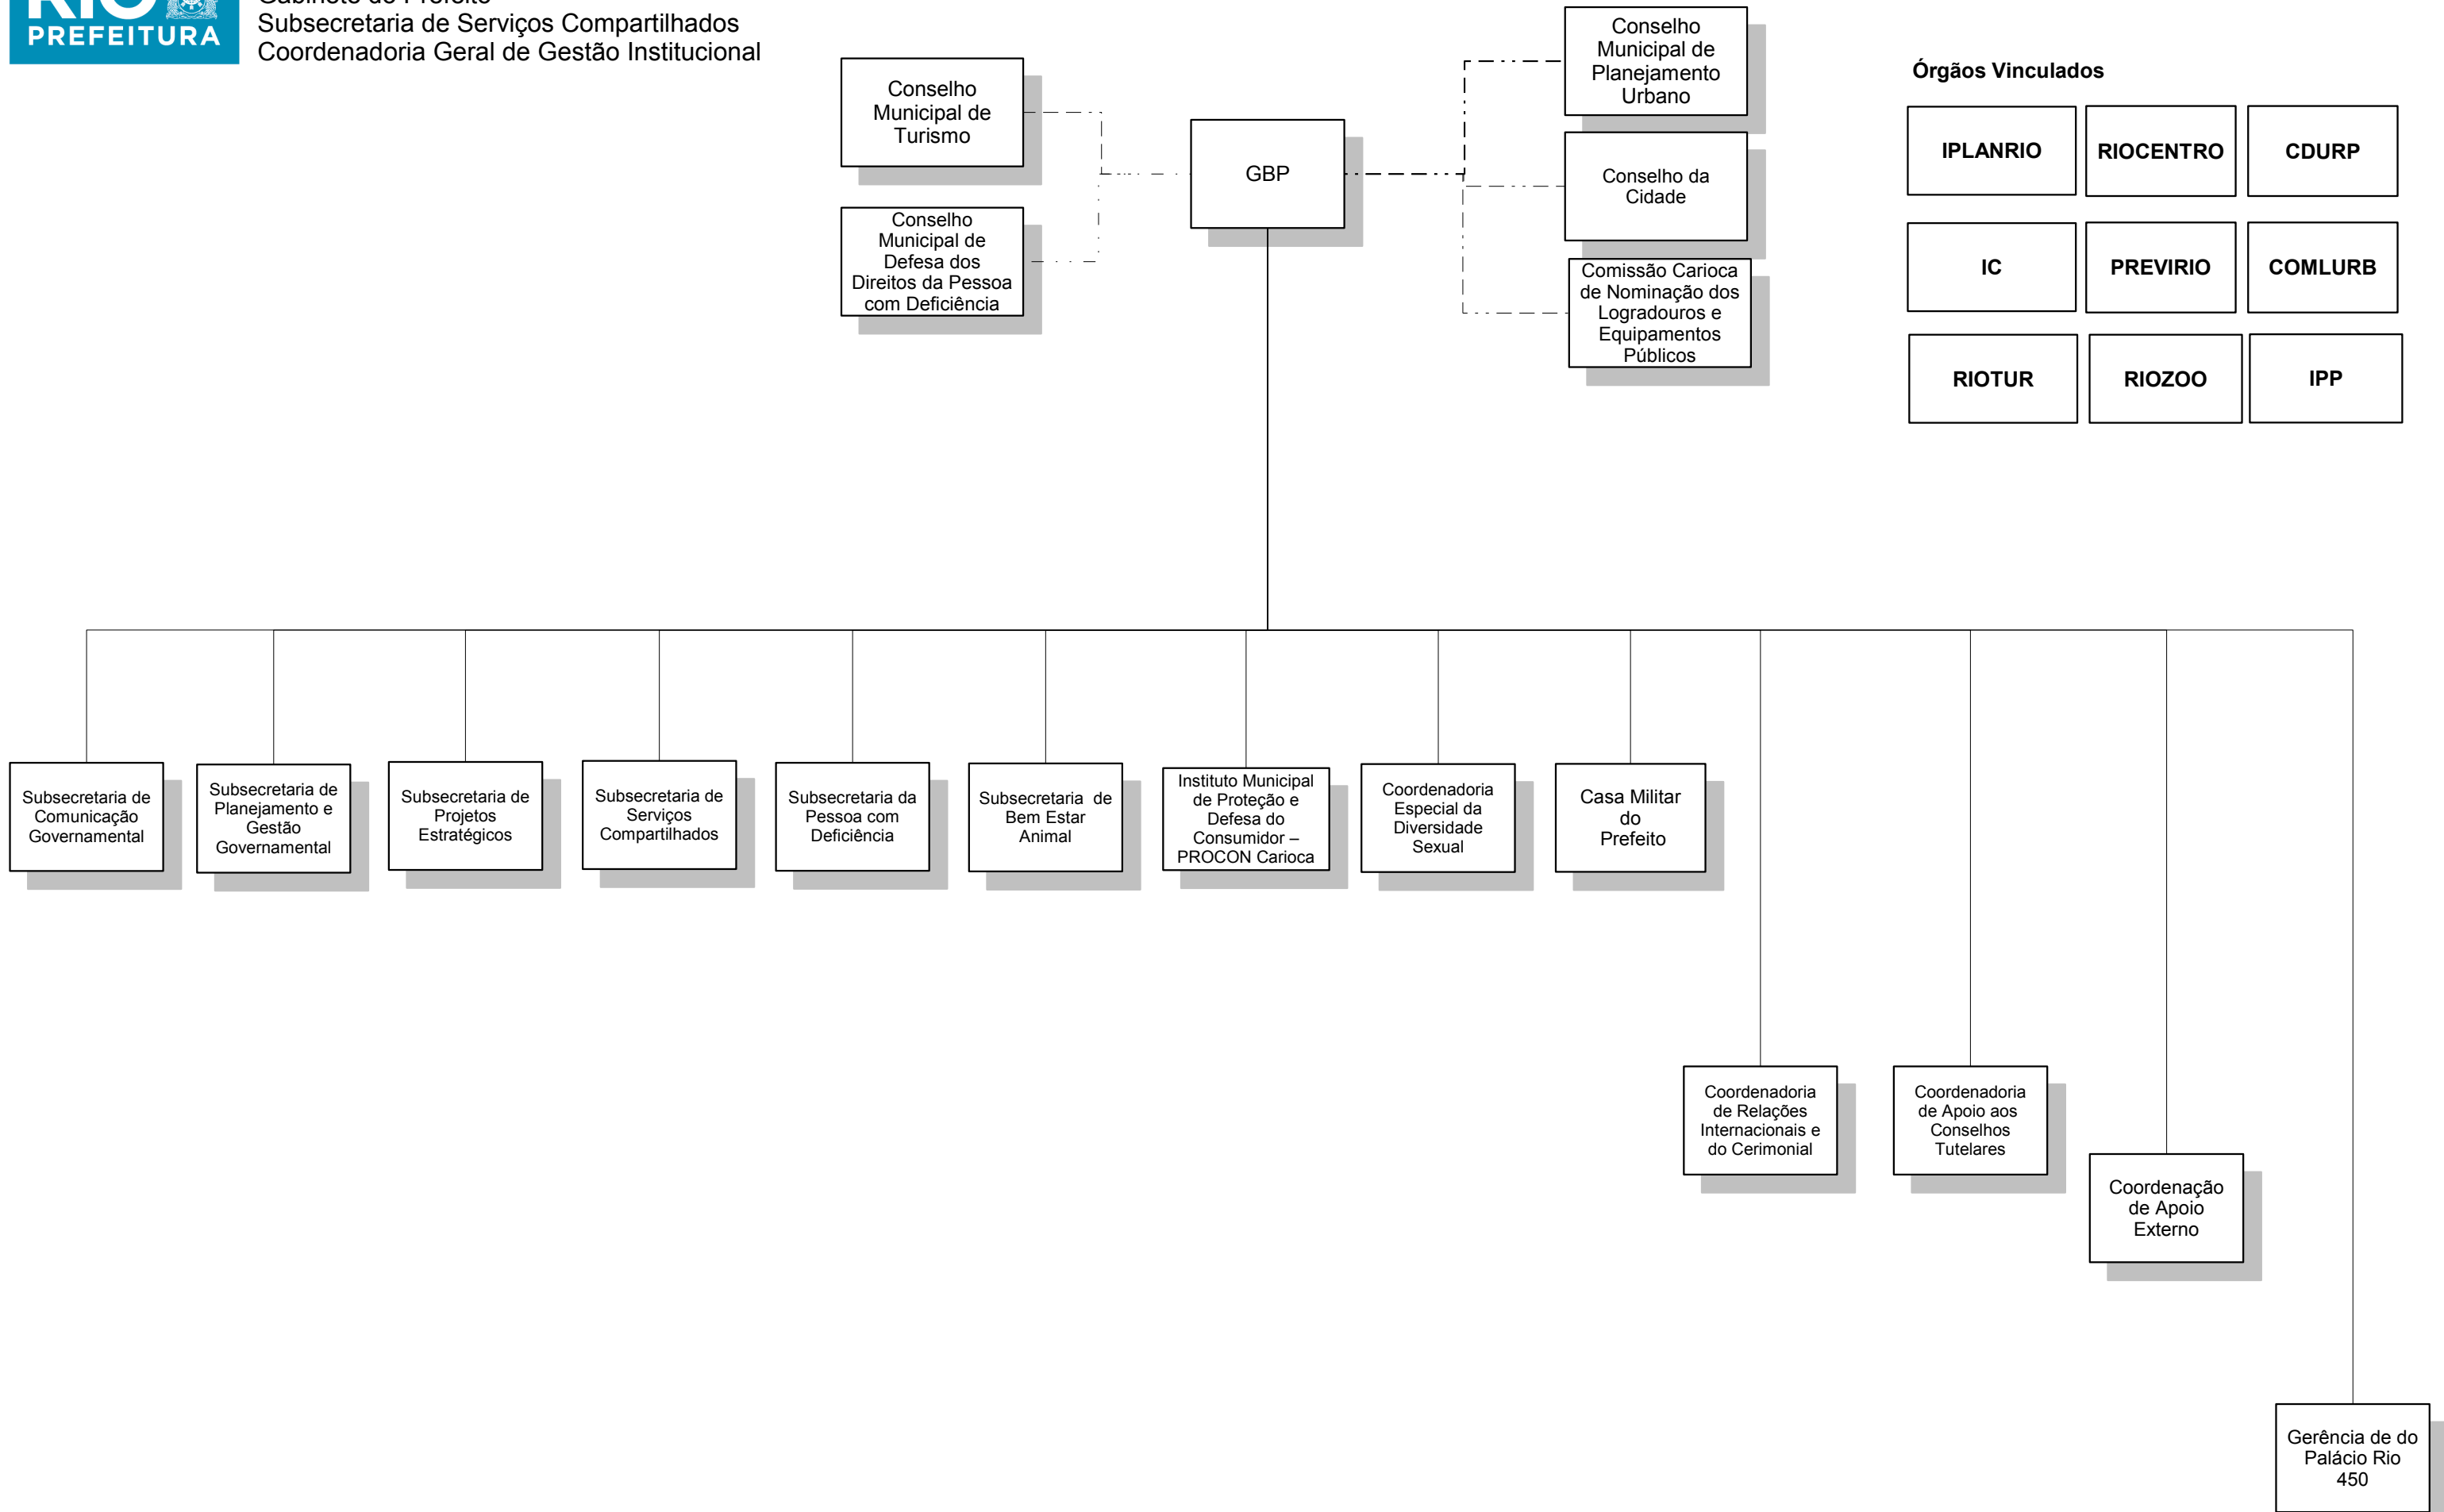 RIO
PREFEITURA
Gabinete do Prefeito
Subsecretaria de Serviços Compartilhados
Coordenadoria Geral de Gestão Institucional
Conselho
Municipal de
Turismo
Conselho
Municipal de
Defesa dos
Direitos da Pessoa
com Deficiência
GBP
Conselho
Municipal de
Planejamento
Urbano
Conselho da
Cidade
Comissão Carioca
de Nominação dos
Logradouros e
Equipamentos
Públicos
Órgãos Vinculados
IPLANRIO
RIOCENTRO
CDURP
IC
PREVIRIO
COMLURB
RIOTUR
RIOZOO
IPP
Subsecretaria de
Comunicação
Governamental
Subsecretaria de
Planejamento e
Gestão
Governamental
Subsecretaria de
Projetos
Estratégicos
Subsecretaria de
Serviços
Compartilhados
Subsecretaria da
Pessoa com
Deficiência
Subsecretaria de
Bem Estar
Animal
Instituto Municipal
de Proteção e
Defesa do
Consumidor –
PROCON Carioca
Coordenadoria
Especial da
Diversidade
Sexual
Casa Militar
do
Prefeito
Coordenadoria
de Relações
Internacionais e
do Cerimonial
Coordenadoria
de Apoio aos
Conselhos
Tutelares
Coordenação
de Apoio
Externo
Gerência de do
Palácio Rio
450